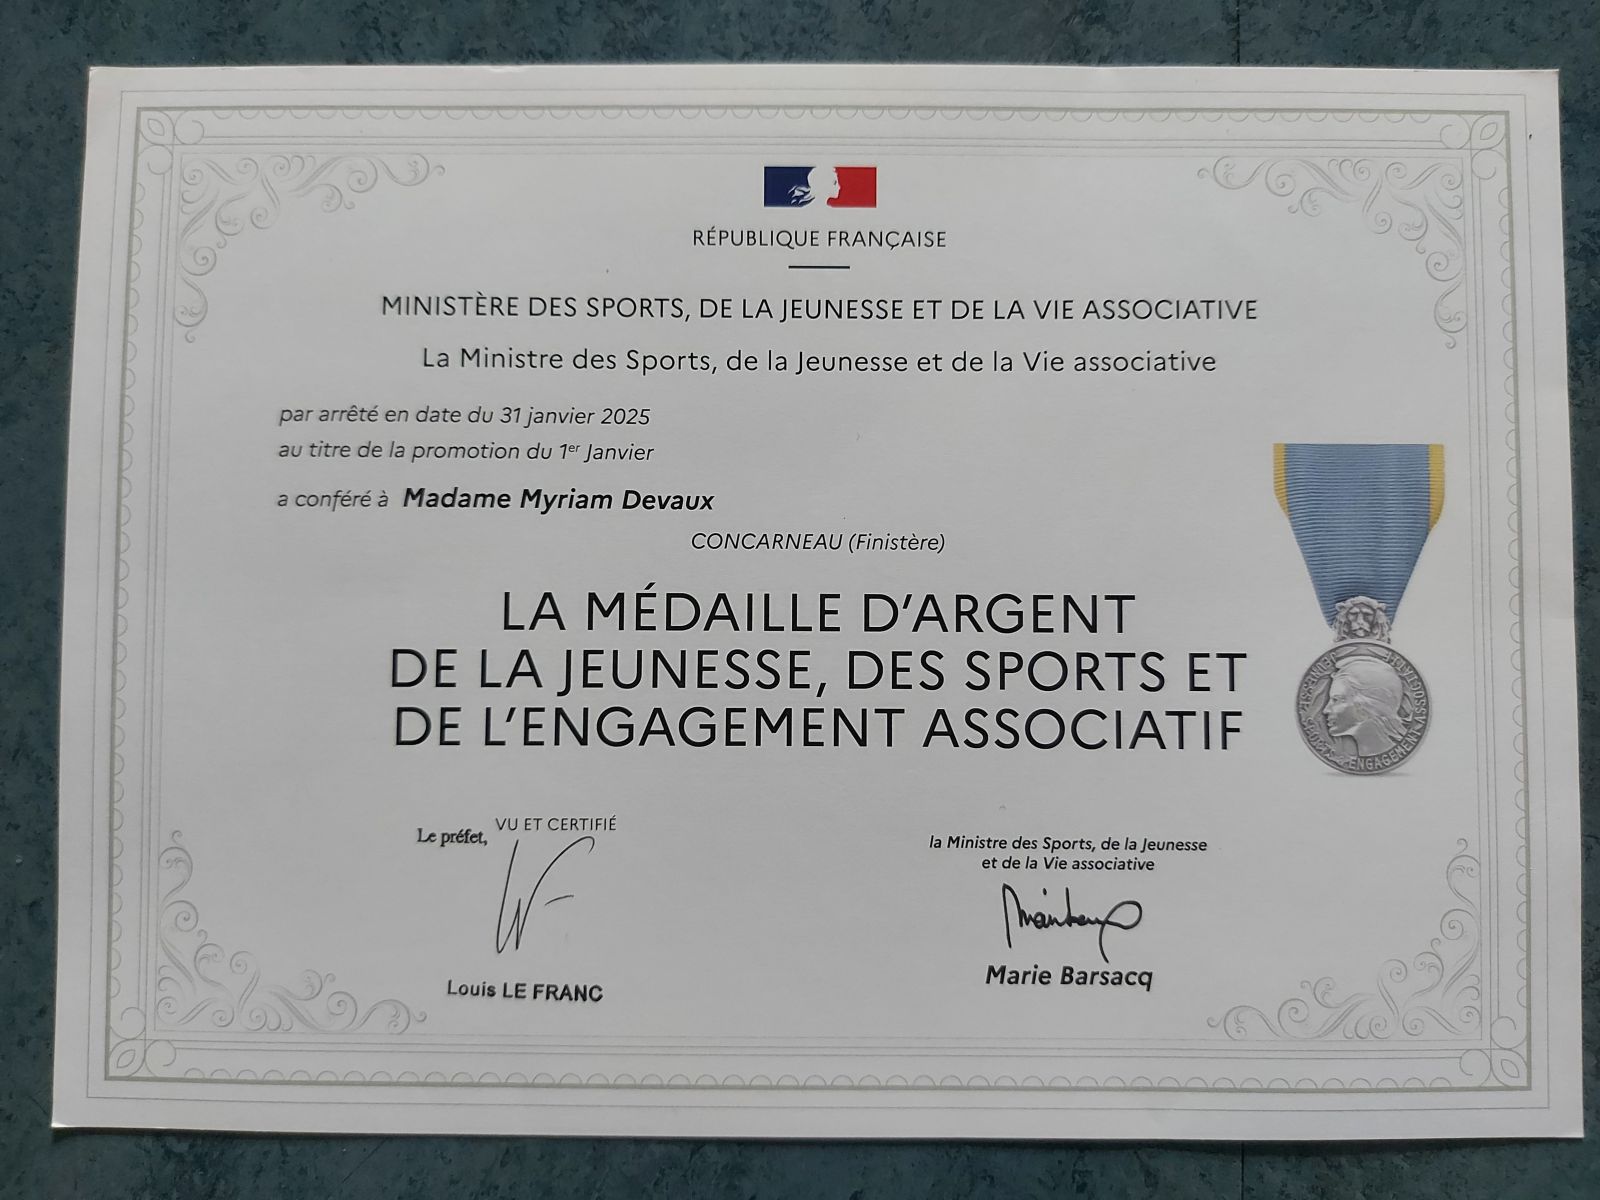 RÉPUBLIQUE FRANÇAISE
MINISTÈRE DES SPORTS, DE LA JEUNESSE ET DE LA VIE ASSOCIATIVE
La Ministre des Sports, de la Jeunesse et de la Vie associative
par arrêté en date du 31 janvier 2025
au titre de la promotion du 1er Janvier
a conféré à Madame Myriam Devaux
CONCARNEAU (Finistère)
LA MÉDAILLE D'ARGENT
DE LA JEUNESSE, DES SPORTS ET
DE L'ENGAGEMENT ASSOCIATIF
JEUNESSE SPORTS ENGAGEMENT ASSOCIATIF
VU ET CERTIFIÉ
Le préfet,
Louis LE FRANC
la Ministre des Sports, de la Jeunesse
et de la Vie associative
Marie Barsacq